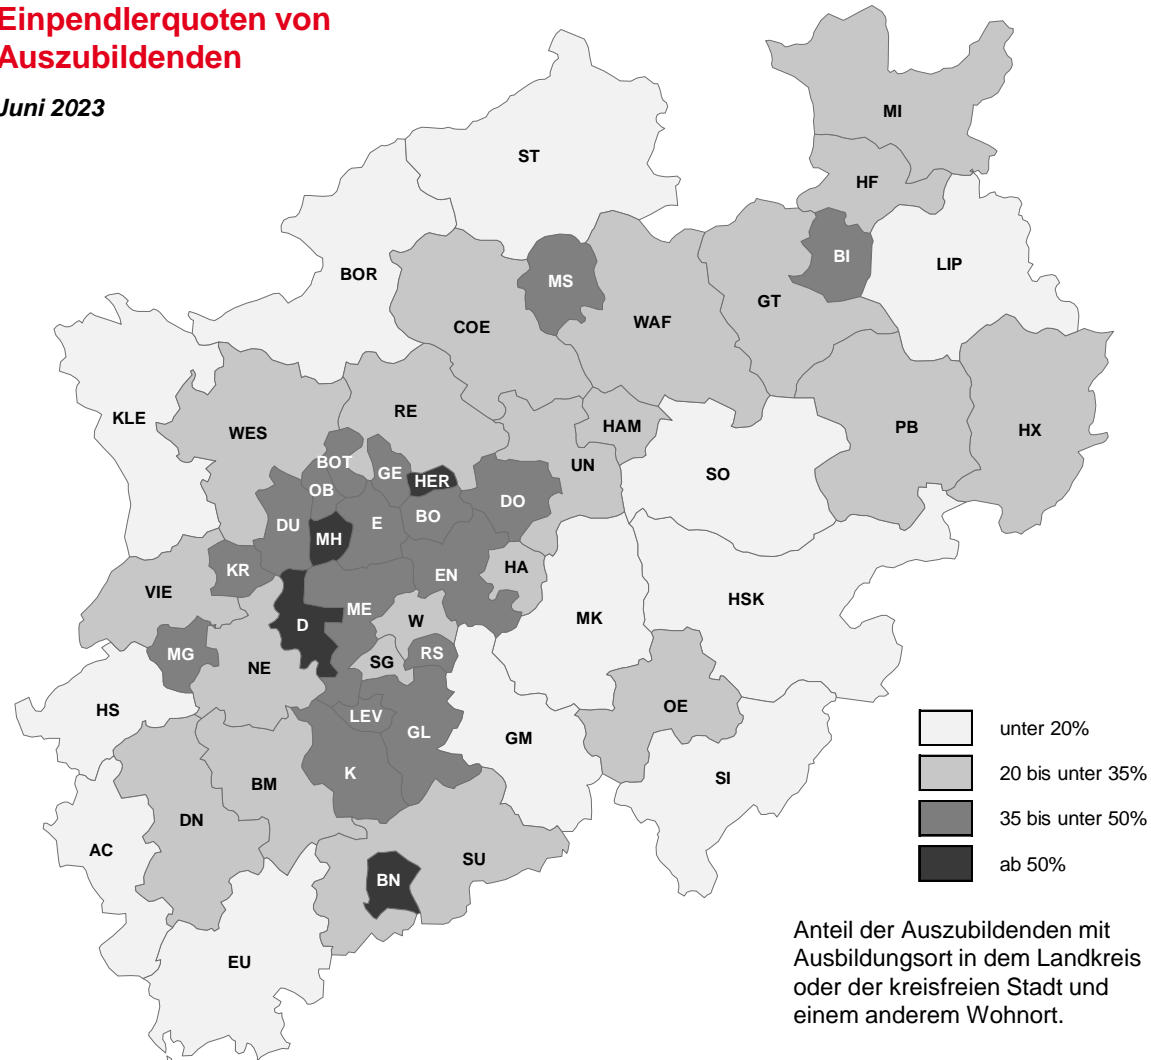 Einpendlerquoten von
Auszubildenden
Juni 2023
MI
ST
HF
BI
LIP
BOR
MS
GT
COE
WAF
KLE
RE
HAM
PB
HX
WES
BOT
GE
HER
UN
SO
OB
DO
DU
MH
E
BO
KR
EN
HA
VIE
ME
HSK
D
W
MK
MG
NE
SG
RS
HS
LEV
GL
GM
OE
K
SI
BM
DN
AC
SU
BN
EU
unter 20%
20 bis unter 35%
35 bis unter 50%
ab 50%
Anteil der Auszubildenden mit
Ausbildungsort in dem Landkreis
oder der kreisfreien Stadt und
einem anderem Wohnort.